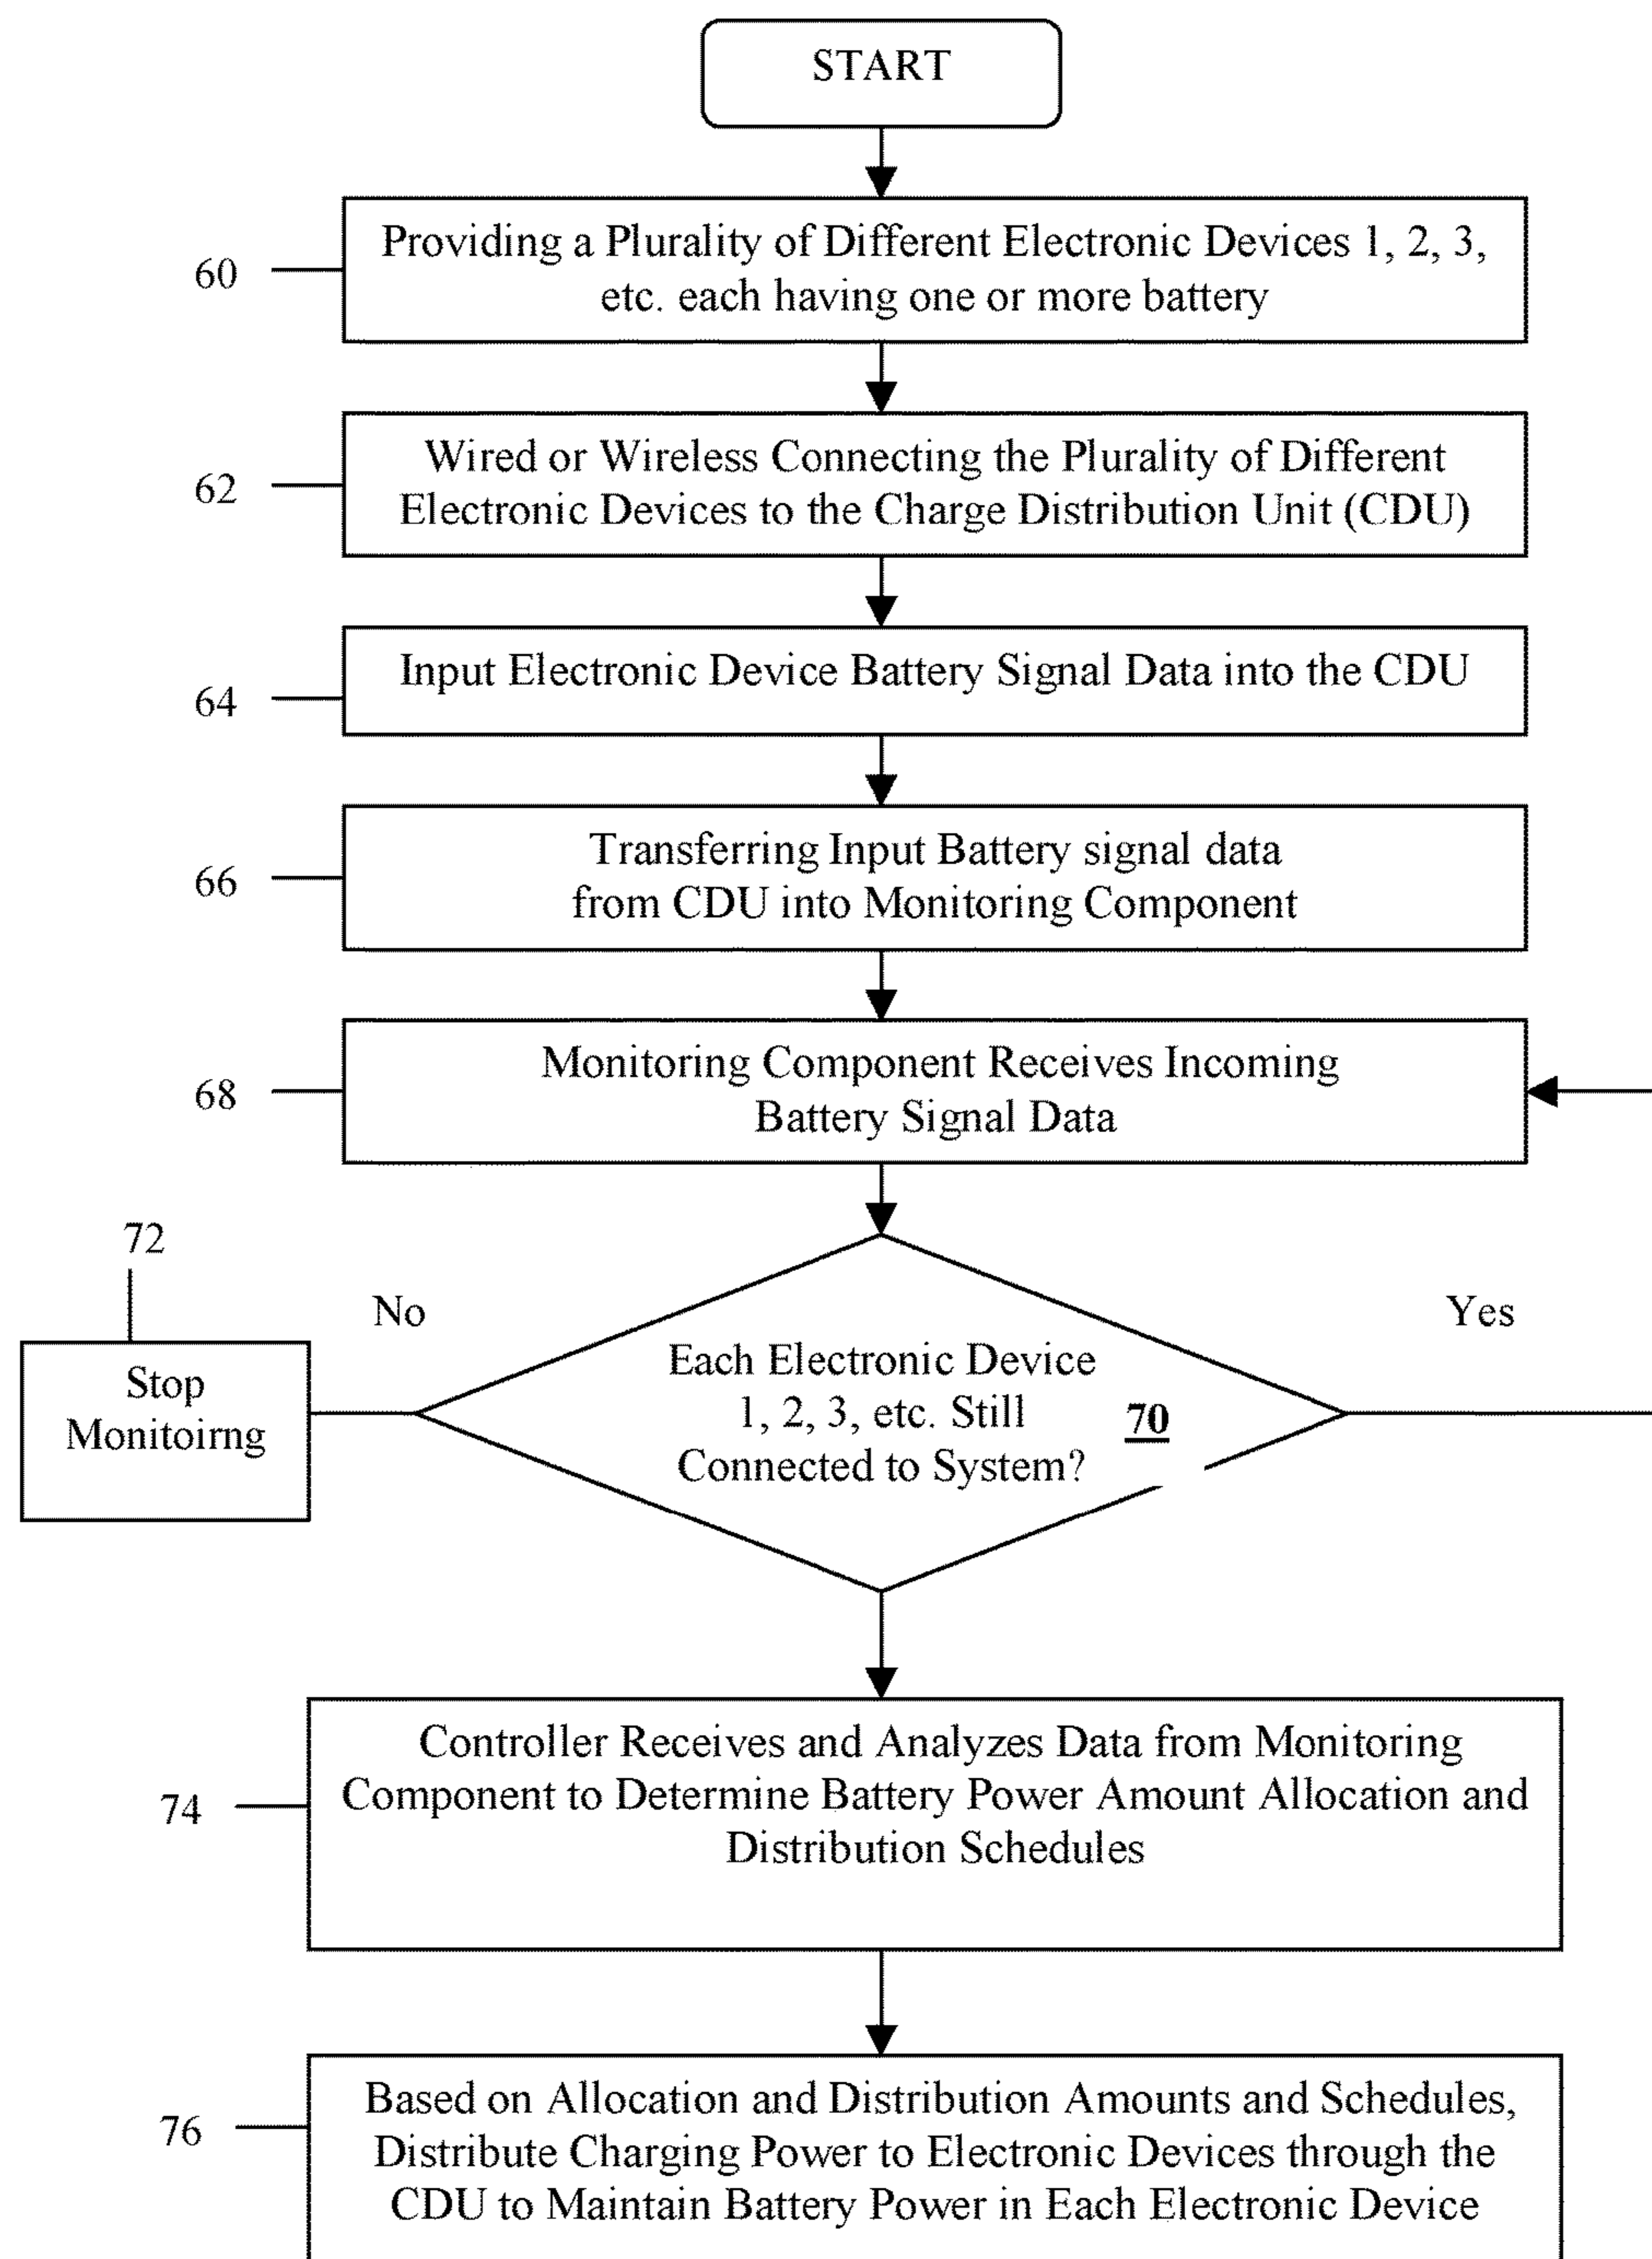 START
60
Providing a Plurality of Different Electronic Devices 1, 2, 3,
etc. each having one or more battery
62
Wired or Wireless Connecting the Plurality of Different
Electronic Devices to the Charge Distribution Unit (CDU)
64
Input Electronic Device Battery Signal Data into the CDU
66
Transferring Input Battery signal data
from CDU into Monitoring Component
68
Monitoring Component Receives Incoming
Battery Signal Data
72
No
Yes
Stop
Monitoirng
Each Electronic Device
1, 2, 3, etc. Still
Connected to System?
70
74
Controller Receives and Analyzes Data from Monitoring
Component to Determine Battery Power Amount Allocation and
Distribution Schedules
76
Based on Allocation and Distribution Amounts and Schedules,
Distribute Charging Power to Electronic Devices through the
CDU to Maintain Battery Power in Each Electronic Device